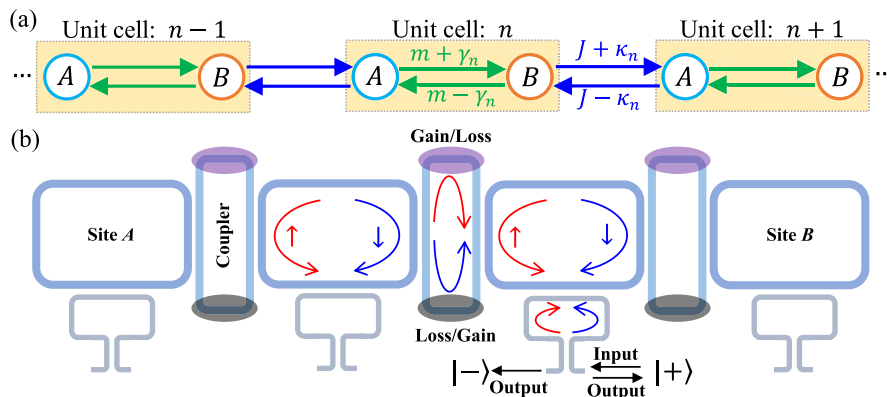 (a)
Unit cell: n − 1
Unit cell: n
Unit cell: n + 1
... A B A m + γₙ B J + κₙ A B ...
m − γₙ J − κₙ
(b)
Gain/Loss
Site A
Coupler
↑ ↓
↑ ↓
Site B
Loss/Gain
|−⟩ Output
Input
Output |+⟩